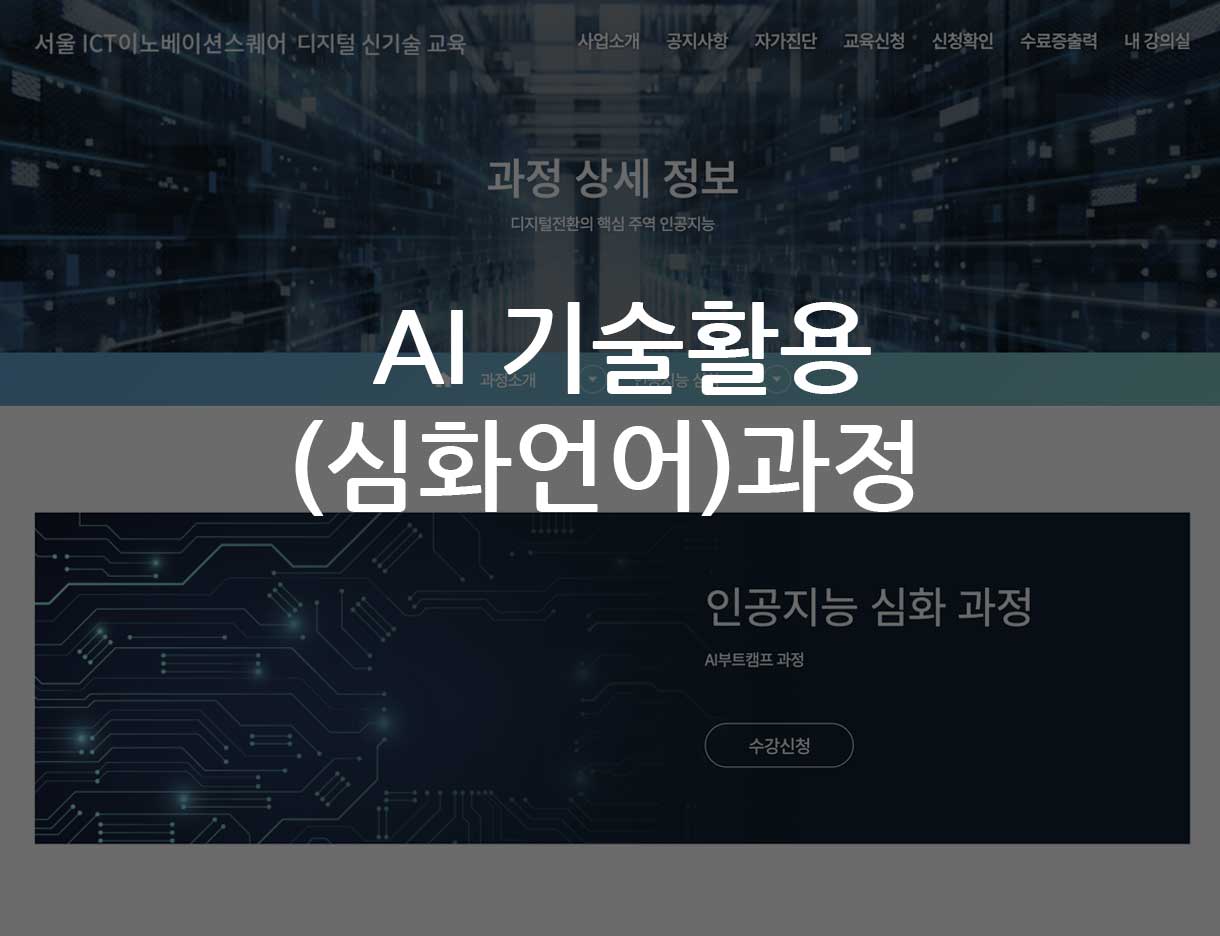 서울 ICT이노베이션스퀘어 디지털 신기술 교육
사업소개 공지사항 자가진단 교육신청 신청확인 수료증출력 내 강의실
과정 상세 정보
디지털전환의 핵심 주역 인공지능
AI 기술활용
과정소개
(심화언어)과정
인공지능 심화 과정
AI부트캠프 과정
수강신청